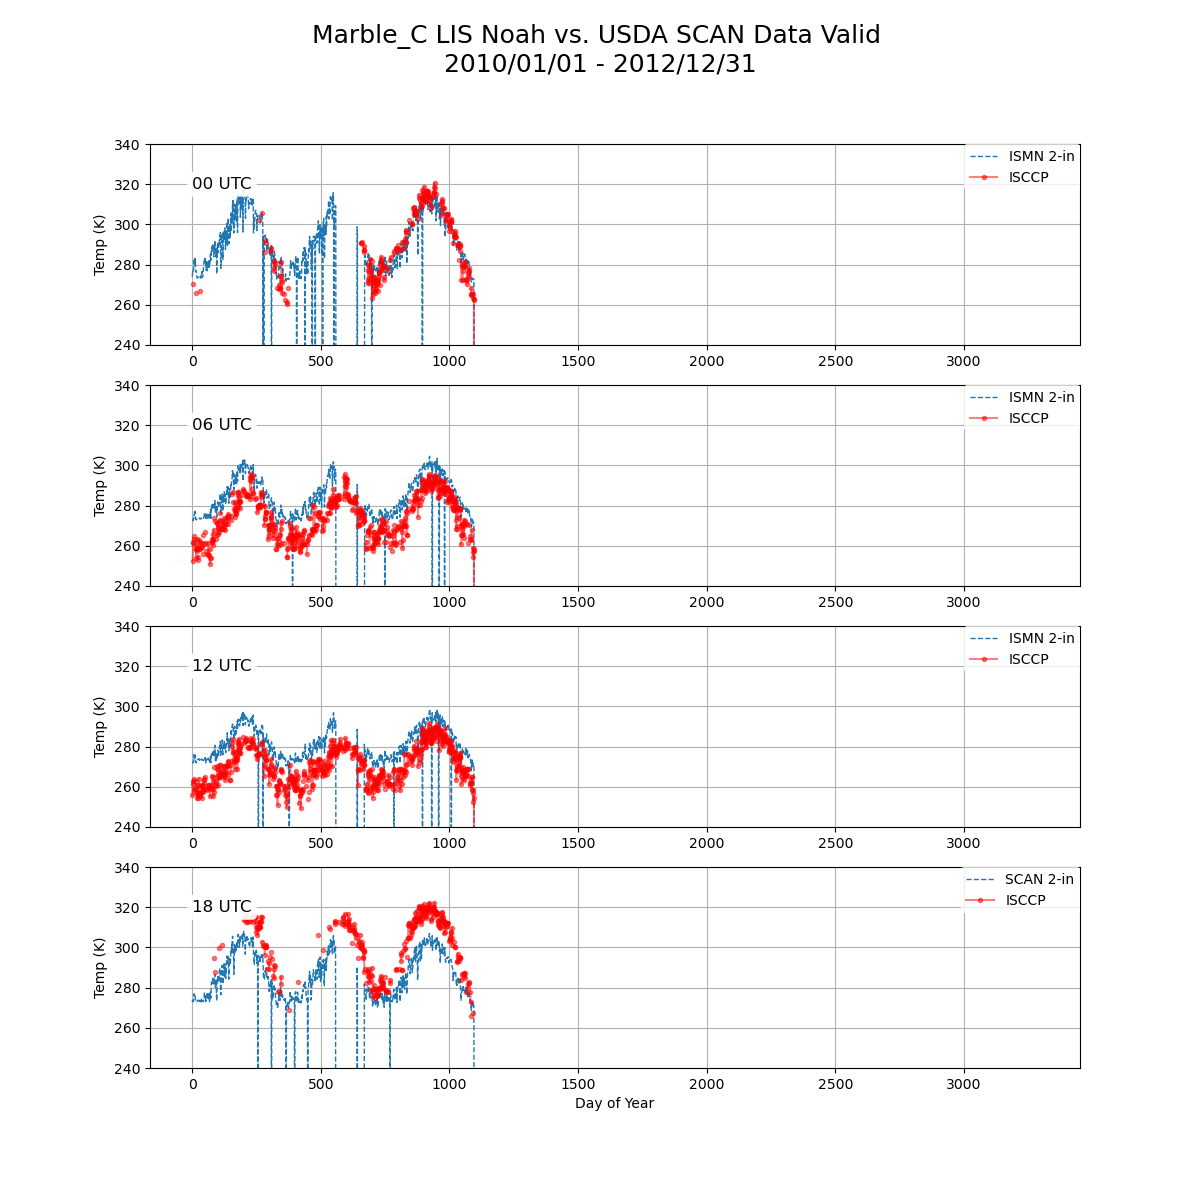 Marble_C LIS Noah vs. USDA SCAN Data Valid
2010/01/01 - 2012/12/31
340
320
300
280
260
240
Temp (K)
00 UTC
ISMN 2-in
ISCCP
0 500 1000 1500 2000 2500 3000
340
320
300
280
260
240
Temp (K)
06 UTC
ISMN 2-in
ISCCP
0 500 1000 1500 2000 2500 3000
340
320
300
280
260
240
Temp (K)
12 UTC
ISMN 2-in
ISCCP
0 500 1000 1500 2000 2500 3000
340
320
300
280
260
240
Temp (K)
18 UTC
SCAN 2-in
ISCCP
0 500 1000 1500 2000 2500 3000
Day of Year